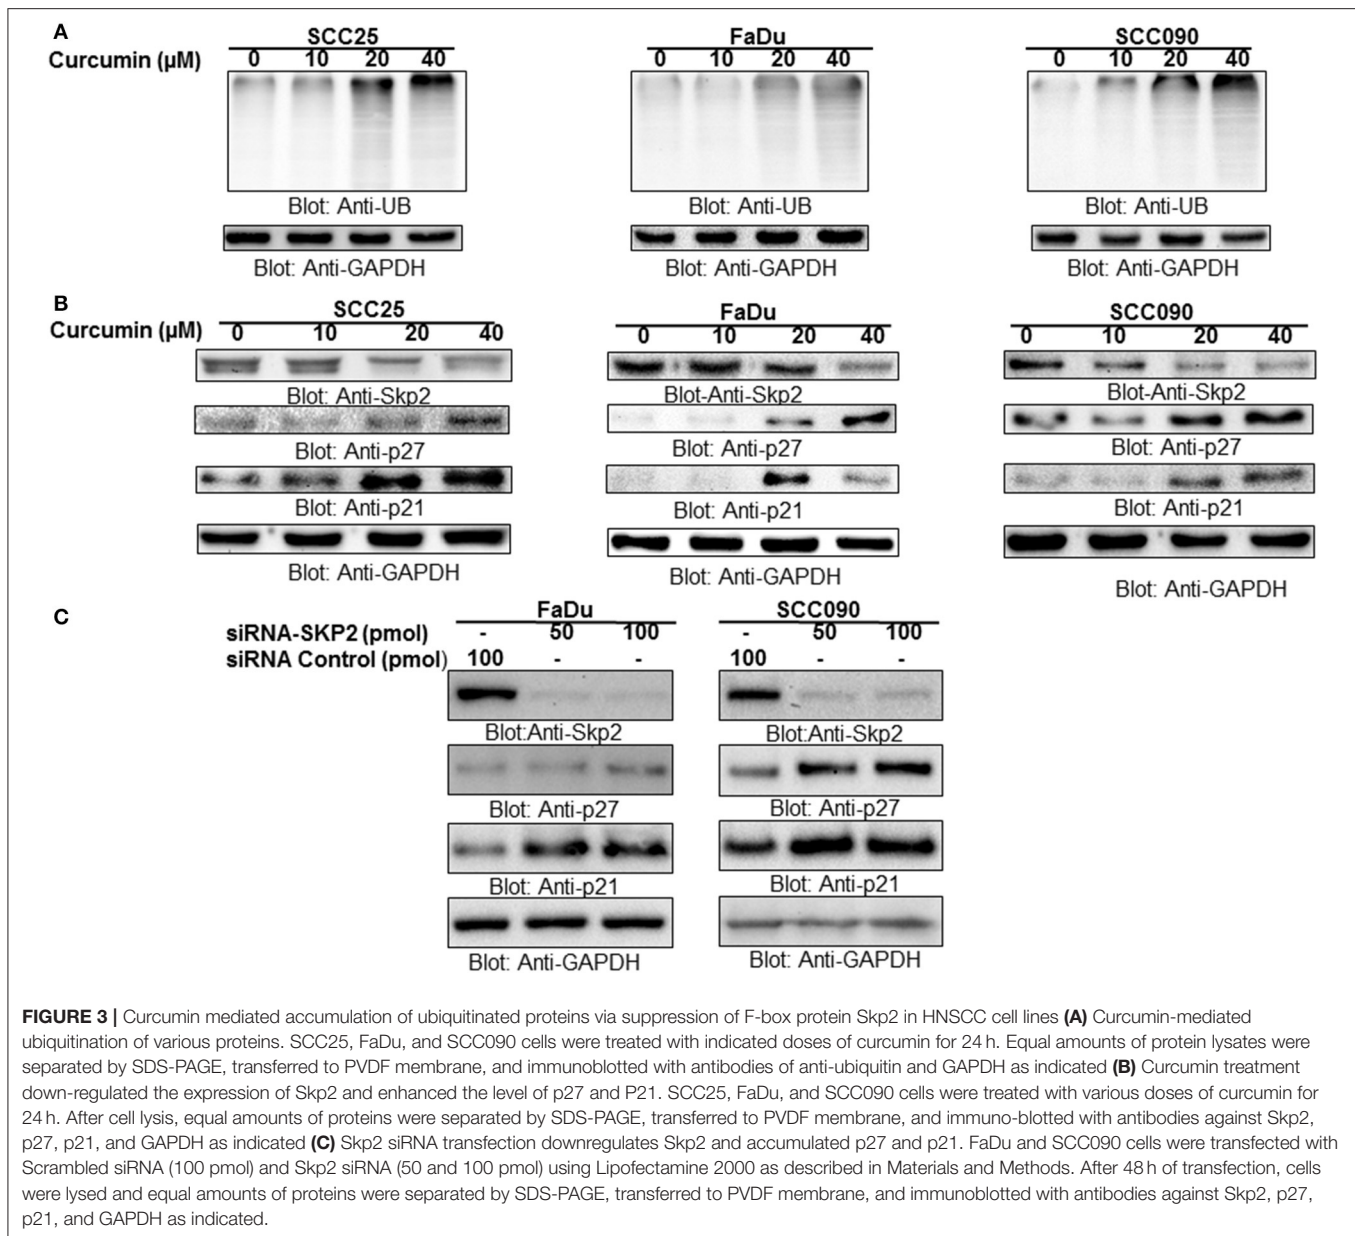 A
SCC25 FaDu SCC090
Curcumin (µM) 0 10 20 40 0 10 20 40 0 10 20 40
Blot: Anti-UB Blot: Anti-UB Blot: Anti-UB
Blot: Anti-GAPDH Blot: Anti-GAPDH Blot: Anti-GAPDH
B
SCC25 FaDu SCC090
Curcumin (µM) 0 10 20 40 0 10 20 40 0 10 20 40
Blot: Anti-Skp2 Blot-Anti-Skp2 Blot-Anti-Skp2
Blot: Anti-p27 Blot: Anti-p27 Blot: Anti-p27
Blot: Anti-p21 Blot: Anti-p21 Blot: Anti-p21
Blot: Anti-GAPDH Blot: Anti-GAPDH Blot: Anti-GAPDH
C
FaDu SCC090
siRNA-SKP2 (pmol) - 50 100 - 50 100
siRNA Control (pmol) 100 - - 100 - -
Blot:Anti-Skp2 Blot:Anti-Skp2
Blot: Anti-p27 Blot: Anti-p27
Blot: Anti-p21 Blot: Anti-p21
Blot: Anti-GAPDH Blot: Anti-GAPDH
FIGURE 3 | Curcumin mediated accumulation of ubiquitinated proteins via suppression of F-box protein Skp2 in HNSCC cell lines (A) Curcumin-mediated
ubiquitination of various proteins. SCC25, FaDu, and SCC090 cells were treated with indicated doses of curcumin for 24 h. Equal amounts of protein lysates were
separated by SDS-PAGE, transferred to PVDF membrane, and immunoblotted with antibodies of anti-ubiquitin and GAPDH as indicated (B) Curcumin treatment
down-regulated the expression of Skp2 and enhanced the level of p27 and P21. SCC25, FaDu, and SCC090 cells were treated with various doses of curcumin for
24 h. After cell lysis, equal amounts of proteins were separated by SDS-PAGE, transferred to PVDF membrane, and immuno-blotted with antibodies against Skp2,
p27, p21, and GAPDH as indicated (C) Skp2 siRNA transfection downregulates Skp2 and accumulated p27 and p21. FaDu and SCC090 cells were transfected with
Scrambled siRNA (100 pmol) and Skp2 siRNA (50 and 100 pmol) using Lipofectamine 2000 as described in Materials and Methods. After 48 h of transfection, cells
were lysed and equal amounts of proteins were separated by SDS-PAGE, transferred to PVDF membrane, and immunoblotted with antibodies against Skp2, p27,
p21, and GAPDH as indicated.